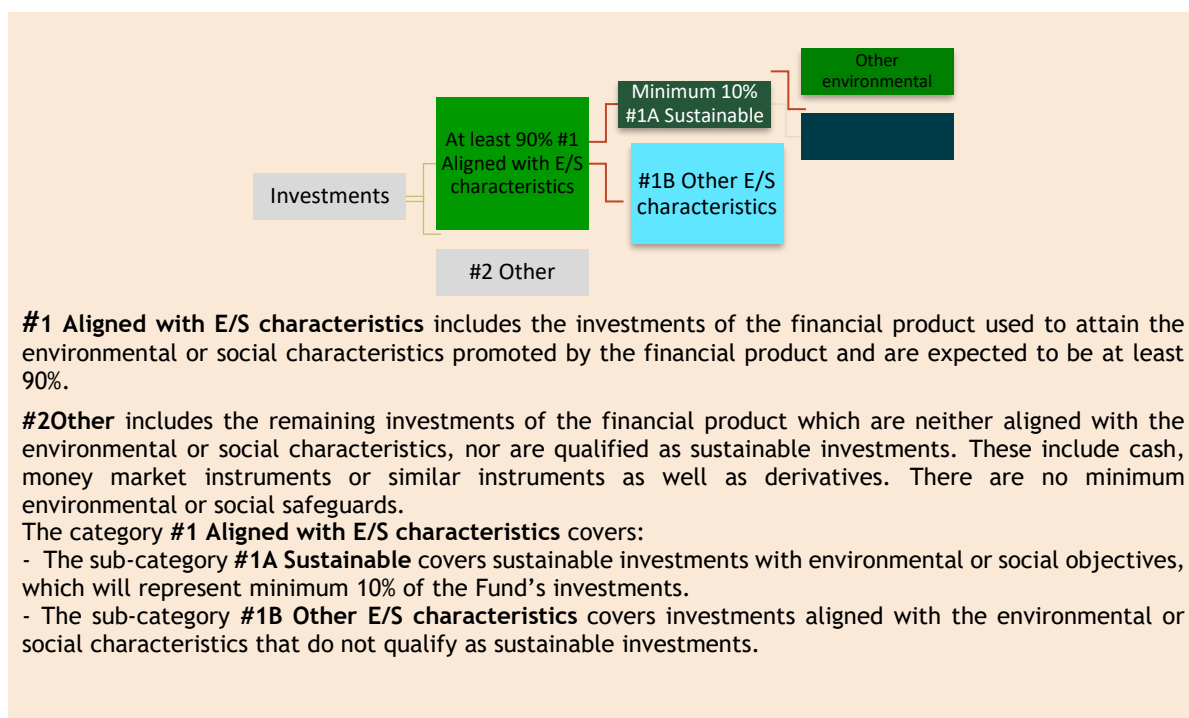 Other
environmental
Minimum 10%
#1A Sustainable
At least 90% #1
Aligned with E/S
characteristics
#1B Other E/S
characteristics
Investments
#2 Other
#1 Aligned with E/S characteristics includes the investments of the financial product used to attain the
environmental or social characteristics promoted by the financial product and are expected to be at least
90%.
#2Other includes the remaining investments of the financial product which are neither aligned with the
environmental or social characteristics, nor are qualified as sustainable investments. These include cash,
money market instruments or similar instruments as well as derivatives. There are no minimum
environmental or social safeguards.
The category #1 Aligned with E/S characteristics covers:
- The sub-category #1A Sustainable covers sustainable investments with environmental or social objectives,
which will represent minimum 10% of the Fund’s investments.
- The sub-category #1B Other E/S characteristics covers investments aligned with the environmental or
social characteristics that do not qualify as sustainable investments.